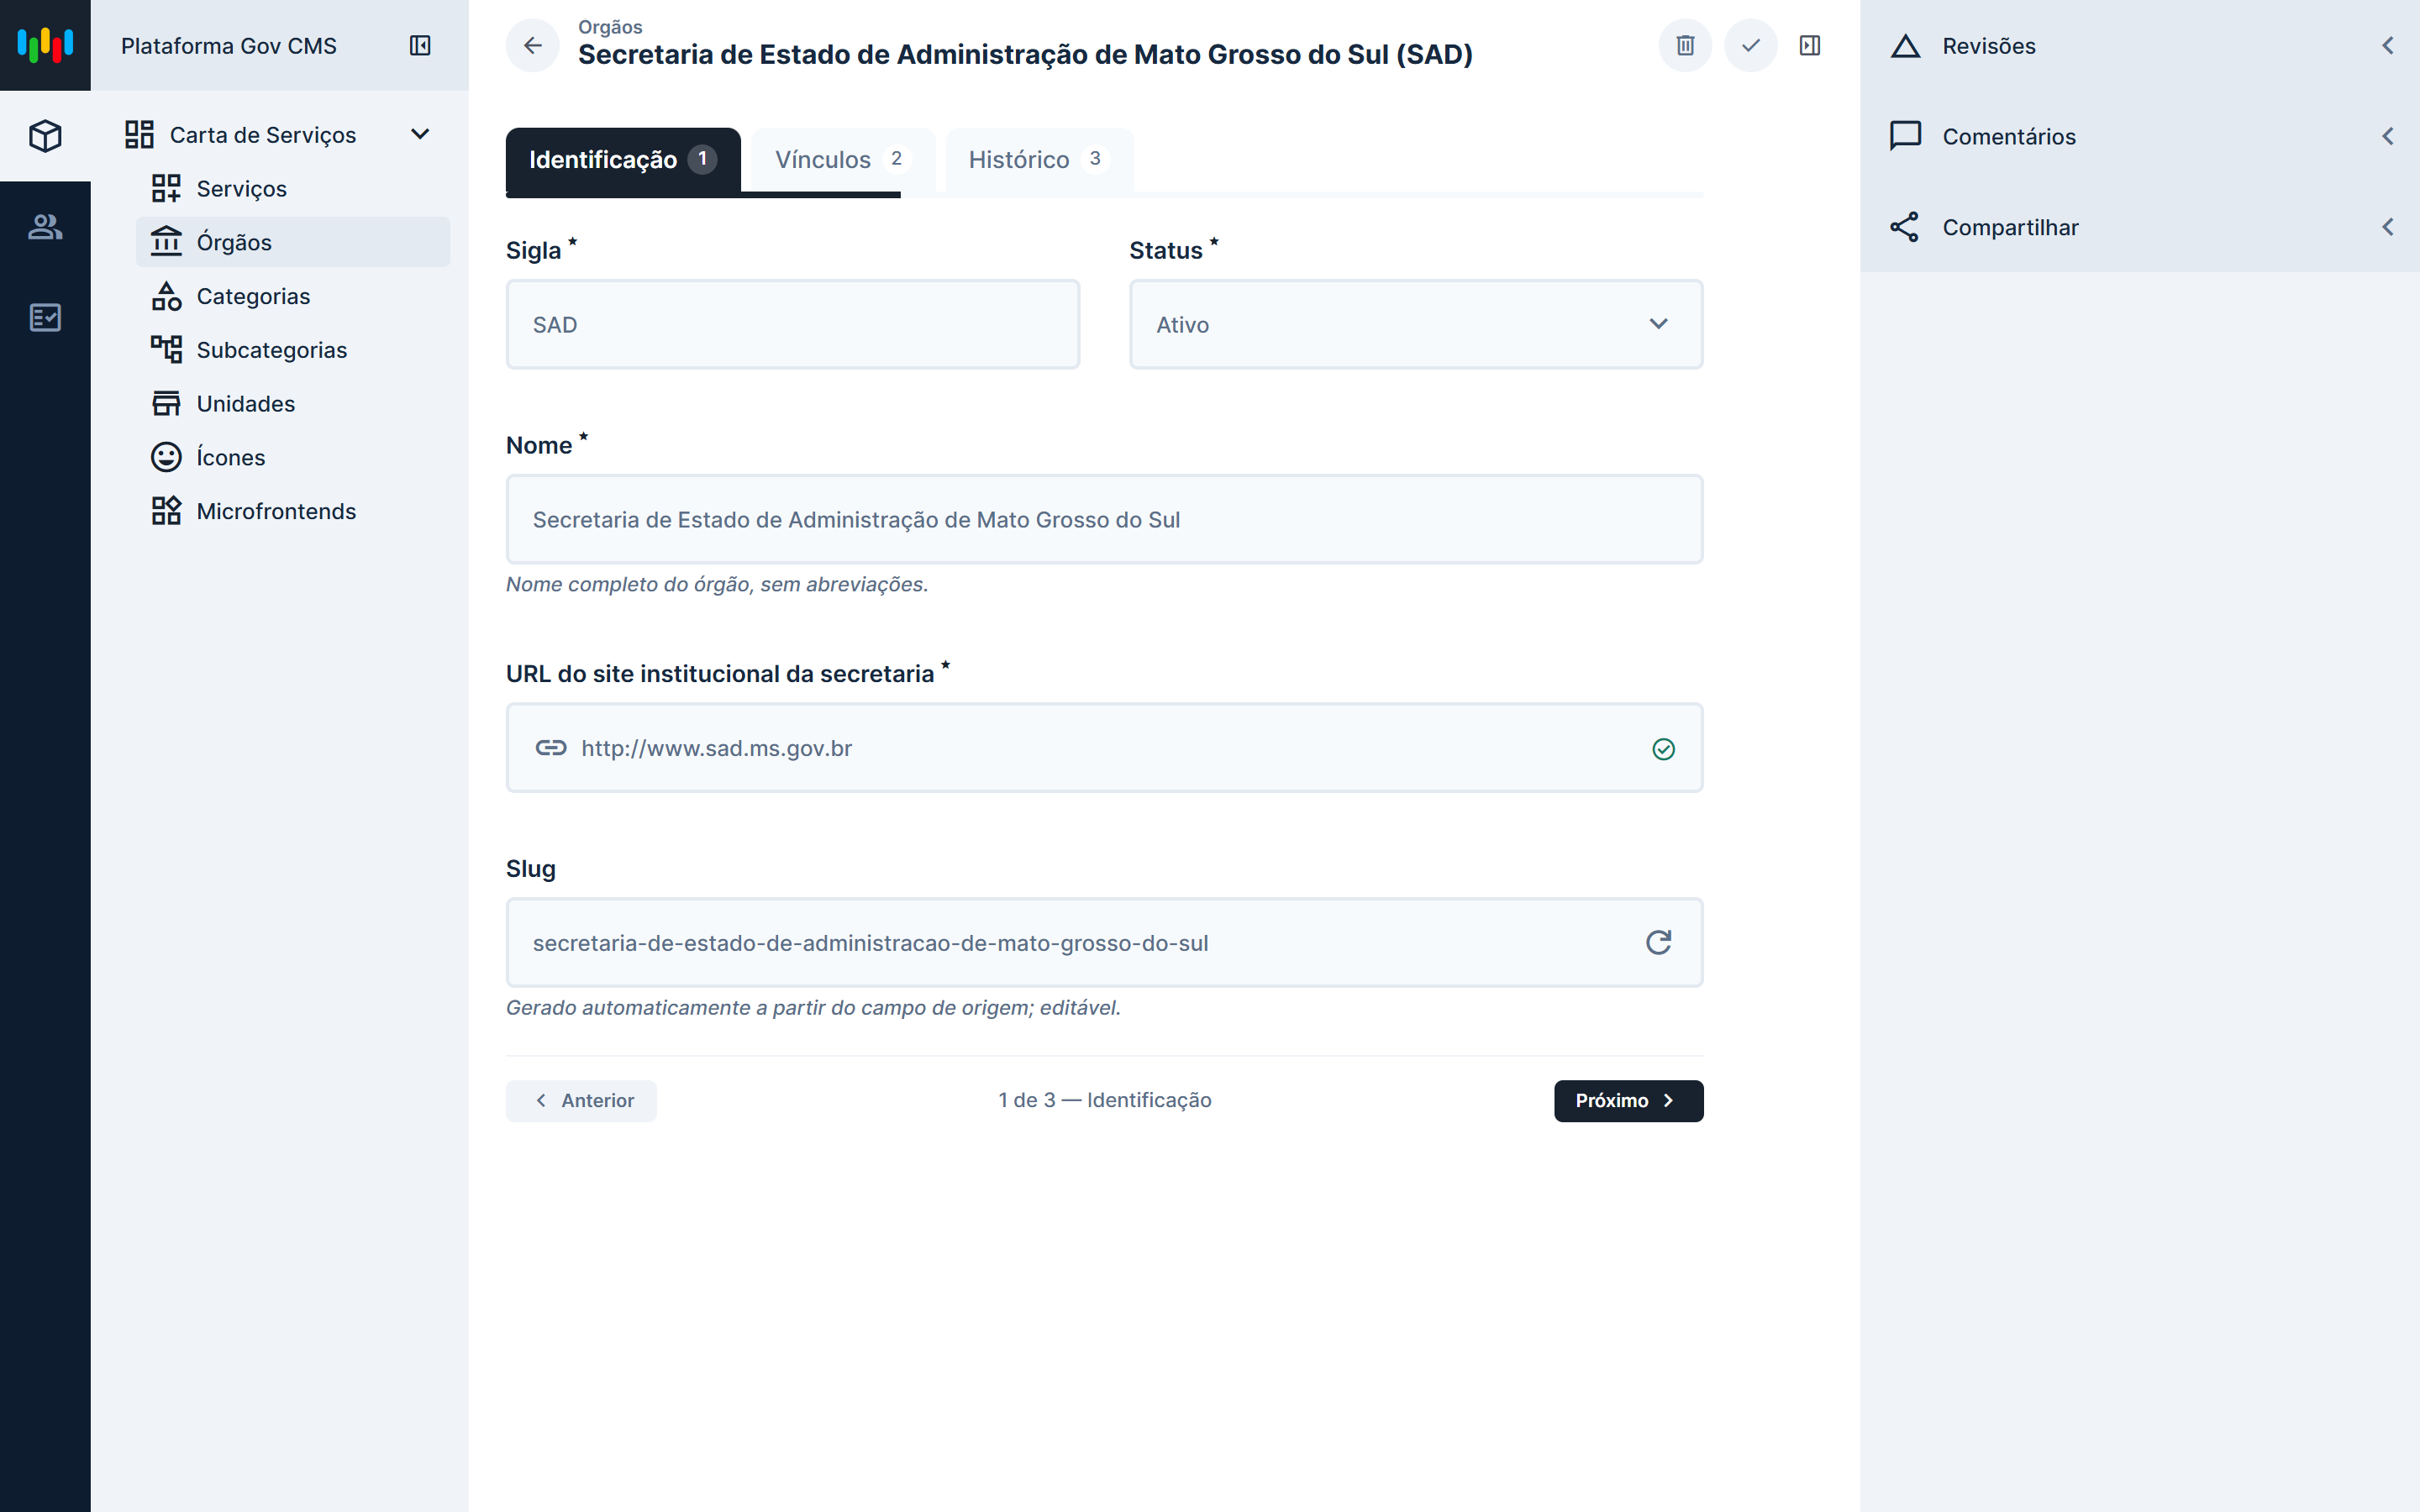 Plataforma Gov CMS
Carta de Serviços
Serviços
Órgãos
Categorias
Subcategorias
Unidades
Ícones
Microfrontends
Orgãos
Secretaria de Estado de Administração de Mato Grosso do Sul (SAD)
Identificação 1
Vínculos 2
Histórico 3
Sigla *
SAD
Status *
Ativo
Nome *
Secretaria de Estado de Administração de Mato Grosso do Sul
Nome completo do órgão, sem abreviações.
URL do site institucional da secretaria *
http://www.sad.ms.gov.br
Slug
secretaria-de-estado-de-administracao-de-mato-grosso-do-sul
Gerado automaticamente a partir do campo de origem; editável.
Anterior
1 de 3 — Identificação
Próximo
Revisões
Comentários
Compartilhar